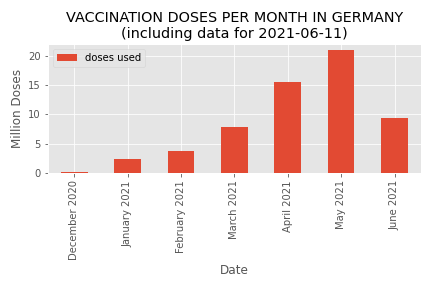 VACCINATION DOSES PER MONTH IN GERMANY
(including data for 2021-06-11)
doses used
Million Doses
20
15
10
5
0
December 2020
January 2021
February 2021
March 2021
April 2021
May 2021
June 2021
Date